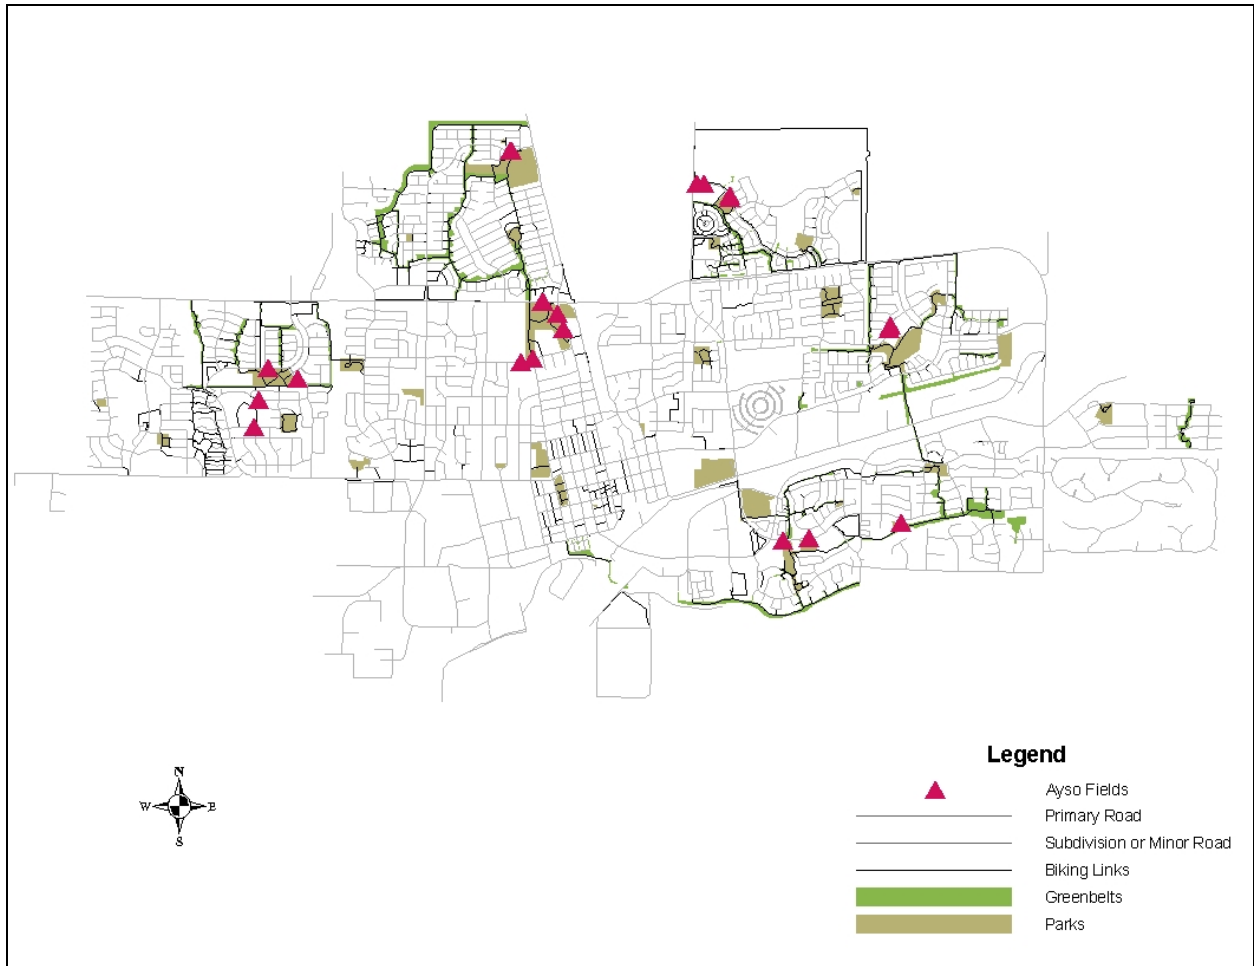 Legend
Ayso Fields
Primary Road
Subdivision or Minor Road
Biking Links
Greenbelts
Parks
N
W E
S